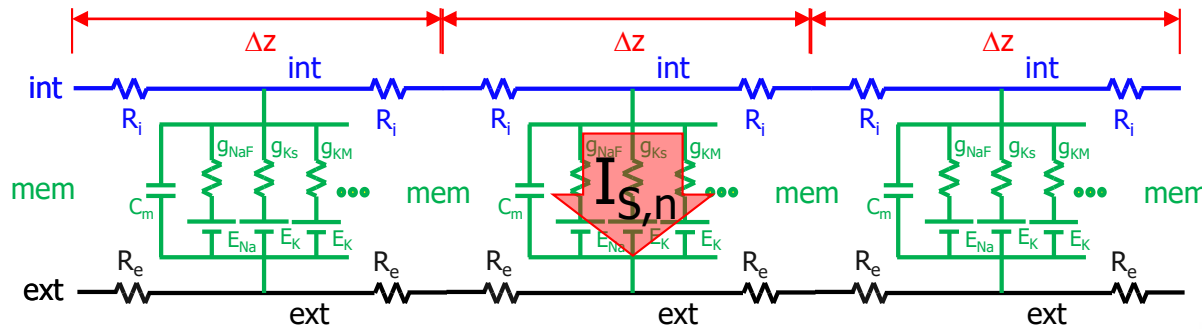 Δz Δz Δz
int int int
int
R_i R_i R_i R_i R_i R_i
g_NaF g_Ks g_KM g_NaF g_Ks g_KM g_NaF g_Ks g_KM
mem mem mem mem
I_S,n
C_m C_m C_m
E_Na E_K E_K E_Na E_K E_K E_Na E_K E_K
R_e R_e R_e R_e R_e R_e
ext
ext ext ext